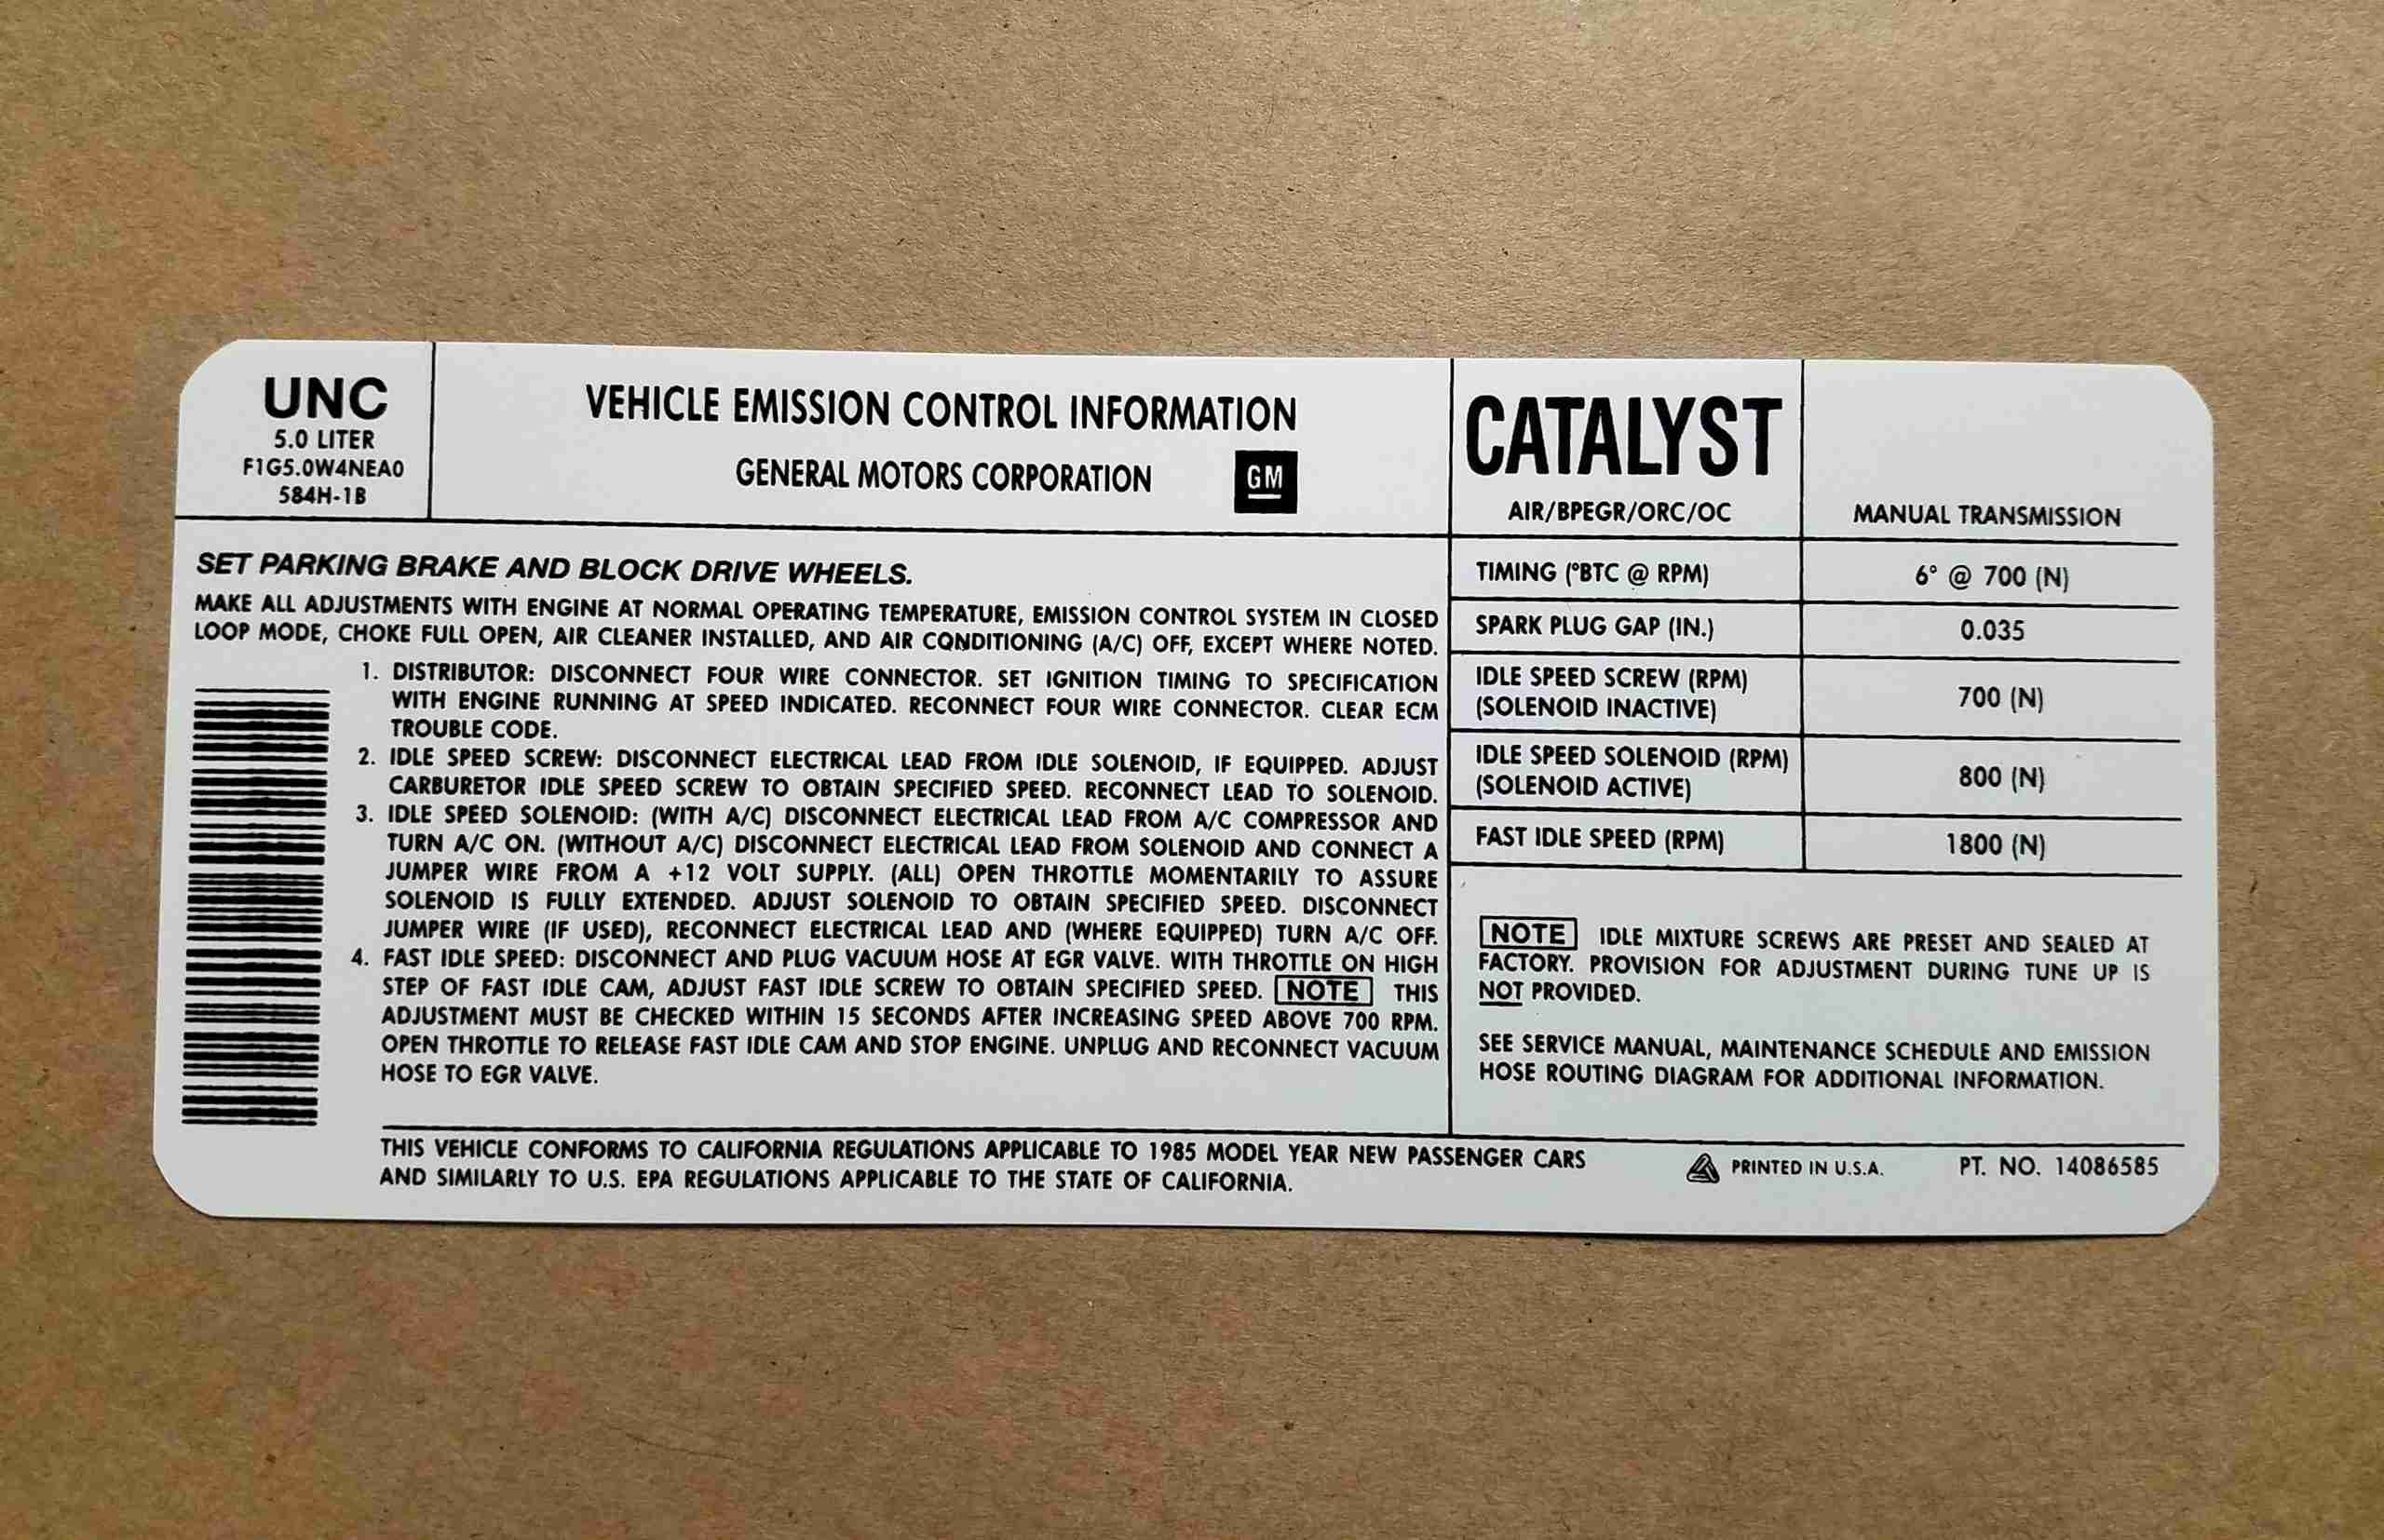 UNC
5.0 LITER
F1G5.0W4NEA0
584H-1B
VEHICLE EMISSION CONTROL INFORMATION
GENERAL MOTORS CORPORATION
GM
CATALYST
AIR/BPEGR/ORC/OC
MANUAL TRANSMISSION
SET PARKING BRAKE AND BLOCK DRIVE WHEELS.
MAKE ALL ADJUSTMENTS WITH ENGINE AT NORMAL OPERATING TEMPERATURE, EMISSION CONTROL SYSTEM IN CLOSED
LOOP MODE, CHOKE FULL OPEN, AIR CLEANER INSTALLED, AND AIR CONDITIONING (A/C) OFF, EXCEPT WHERE NOTED.
1. DISTRIBUTOR: DISCONNECT FOUR WIRE CONNECTOR. SET IGNITION TIMING TO SPECIFICATION
WITH ENGINE RUNNING AT SPEED INDICATED. RECONNECT FOUR WIRE CONNECTOR. CLEAR ECM
TROUBLE CODE.
2. IDLE SPEED SCREW: DISCONNECT ELECTRICAL LEAD FROM IDLE SOLENOID, IF EQUIPPED. ADJUST
CARBURETOR IDLE SPEED SCREW TO OBTAIN SPECIFIED SPEED. RECONNECT LEAD TO SOLENOID.
3. IDLE SPEED SOLENOID: (WITH A/C) DISCONNECT ELECTRICAL LEAD FROM A/C COMPRESSOR AND
TURN A/C ON. (WITHOUT A/C) DISCONNECT ELECTRICAL LEAD FROM SOLENOID AND CONNECT A
JUMPER WIRE FROM A +12 VOLT SUPPLY. (ALL) OPEN THROTTLE MOMENTARILY TO ASSURE
SOLENOID IS FULLY EXTENDED. ADJUST SOLENOID TO OBTAIN SPECIFIED SPEED. DISCONNECT
JUMPER WIRE (IF USED), RECONNECT ELECTRICAL LEAD AND (WHERE EQUIPPED) TURN A/C OFF.
4. FAST IDLE SPEED: DISCONNECT AND PLUG VACUUM HOSE AT EGR VALVE. WITH THROTTLE ON HIGH
STEP OF FAST IDLE CAM, ADJUST FAST IDLE SCREW TO OBTAIN SPECIFIED SPEED. NOTE THIS
ADJUSTMENT MUST BE CHECKED WITHIN 15 SECONDS AFTER INCREASING SPEED ABOVE 700 RPM.
OPEN THROTTLE TO RELEASE FAST IDLE CAM AND STOP ENGINE. UNPLUG AND RECONNECT VACUUM
HOSE TO EGR VALVE.
TIMING (°BTC @ RPM) 6° @ 700 (N)
SPARK PLUG GAP (IN.) 0.035
IDLE SPEED SCREW (RPM)
(SOLENOID INACTIVE) 700 (N)
IDLE SPEED SOLENOID (RPM)
(SOLENOID ACTIVE) 800 (N)
FAST IDLE SPEED (RPM) 1800 (N)
NOTE IDLE MIXTURE SCREWS ARE PRESET AND SEALED AT
FACTORY. PROVISION FOR ADJUSTMENT DURING TUNE UP IS
NOT PROVIDED.
SEE SERVICE MANUAL, MAINTENANCE SCHEDULE AND EMISSION
HOSE ROUTING DIAGRAM FOR ADDITIONAL INFORMATION.
THIS VEHICLE CONFORMS TO CALIFORNIA REGULATIONS APPLICABLE TO 1985 MODEL YEAR NEW PASSENGER CARS
AND SIMILARLY TO U.S. EPA REGULATIONS APPLICABLE TO THE STATE OF CALIFORNIA.
PRINTED IN U.S.A. PT. NO. 14086585